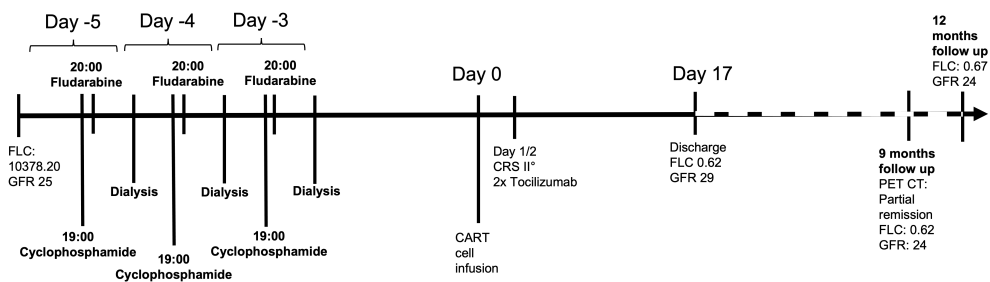 Day -5
Day -4
Day -3
20:00
Fludarabine
20:00
Fludarabine
20:00
Fludarabine
Day 0
Day 17
12
months
follow up
FLC: 0.67
GFR 24
FLC:
10378.20
GFR 25
Dialysis
Dialysis
Dialysis
19:00
Cyclophosphamide
19:00
Cyclophosphamide
19:00
Cyclophosphamide
Day 1/2
CRS II°
2x Tocilizumab
CART
cell
infusion
Discharge
FLC 0.62
GFR 29
9 months
follow up
PET CT:
Partial
remission
FLC: 0.62
GFR: 24